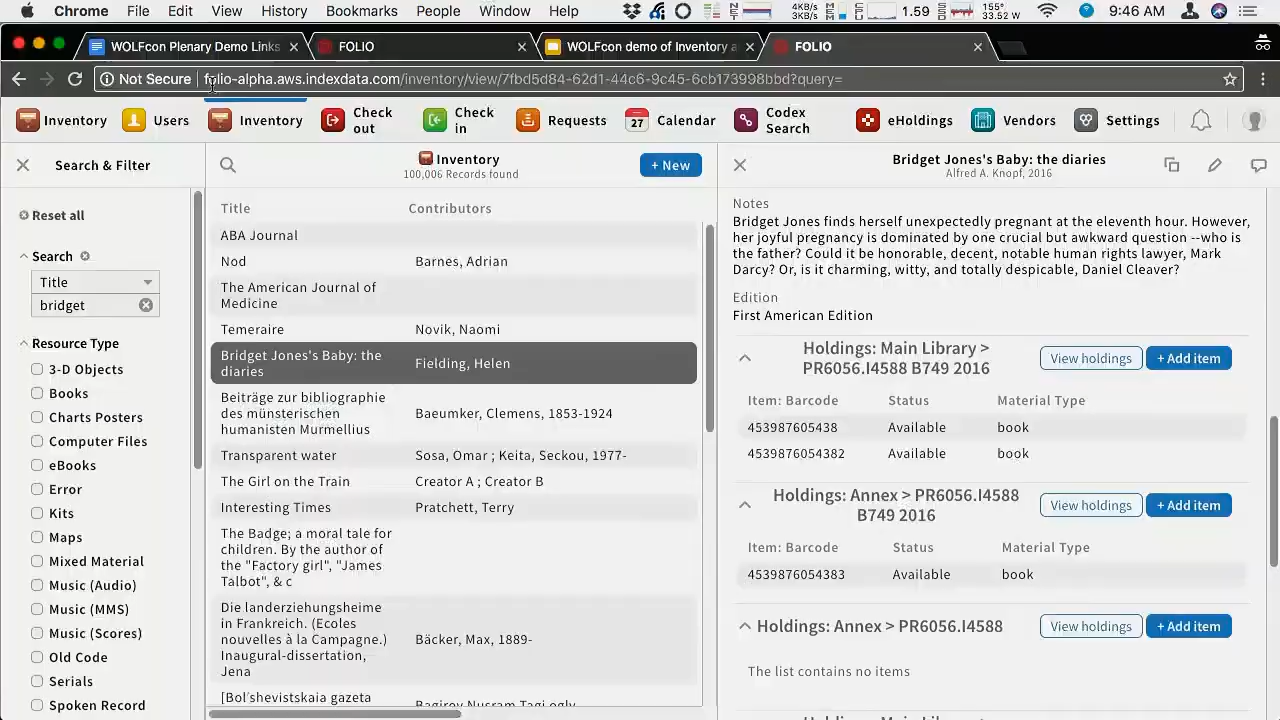 Chrome File Edit View History Bookmarks People Window Help 4KB/s 3KB/s 1.59 155° 33.52 W 9:46 AM
WOLFcon Plenary Demo Links FOLIO WOLFcon demo of Inventory a FOLIO
Not Secure folio-alpha.aws.indexdata.com/inventory/view/7fbd5d84-62d1-44c6-9c45-6cb173998bbd?query=
Inventory Users Inventory Check out Check in Requests 27 Calendar Codex Search eHoldings Vendors Settings
Search & Filter
Reset all
Search
Title
bridget
Resource Type
3-D Objects
Books
Charts Posters
Computer Files
eBooks
Error
Kits
Maps
Mixed Material
Music (Audio)
Music (MMS)
Music (Scores)
Old Code
Serials
Spoken Record
Inventory
100,006 Records found
+ New
Title Contributors
ABA Journal
Nod Barnes, Adrian
The American Journal of
Medicine
Temeraire Novik, Naomi
Bridget Jones's Baby: the
diaries
Fielding, Helen
Beiträge zur bibliographie
des münsterischen
humanisten Murmellius
Baeumker, Clemens, 1853-1924
Transparent water Sosa, Omar ; Keita, Seckou, 1977-
The Girl on the Train Creator A ; Creator B
Interesting Times Pratchett, Terry
The Badge; a moral tale for
children. By the author of
the "Factory girl", "James
Talbot", & c
Die landerziehungsheime
in Frankreich. (Ecoles
nouvelles à la Campagne.)
Inaugural-dissertation,
Jena
Bäcker, Max, 1889-
[Bol'shevistskaia gazeta
Bagirov Nusram Tagi ogly
Bridget Jones's Baby: the diaries
Alfred A. Knopf, 2016
Notes
Bridget Jones finds herself unexpectedly pregnant at the eleventh hour. However,
her joyful pregnancy is dominated by one crucial but awkward question --who is
the father? Could it be honorable, decent, notable human rights lawyer, Mark
Darcy? Or, is it charming, witty, and totally despicable, Daniel Cleaver?
Edition
First American Edition
Holdings: Main Library >
PR6056.I4588 B749 2016
View holdings + Add item
Item: Barcode Status Material Type
453987605438 Available book
4539876054382 Available book
Holdings: Annex > PR6056.I4588
B749 2016
View holdings + Add item
Item: Barcode Status Material Type
4539876054383 Available book
Holdings: Annex > PR6056.I4588 View holdings + Add item
The list contains no items